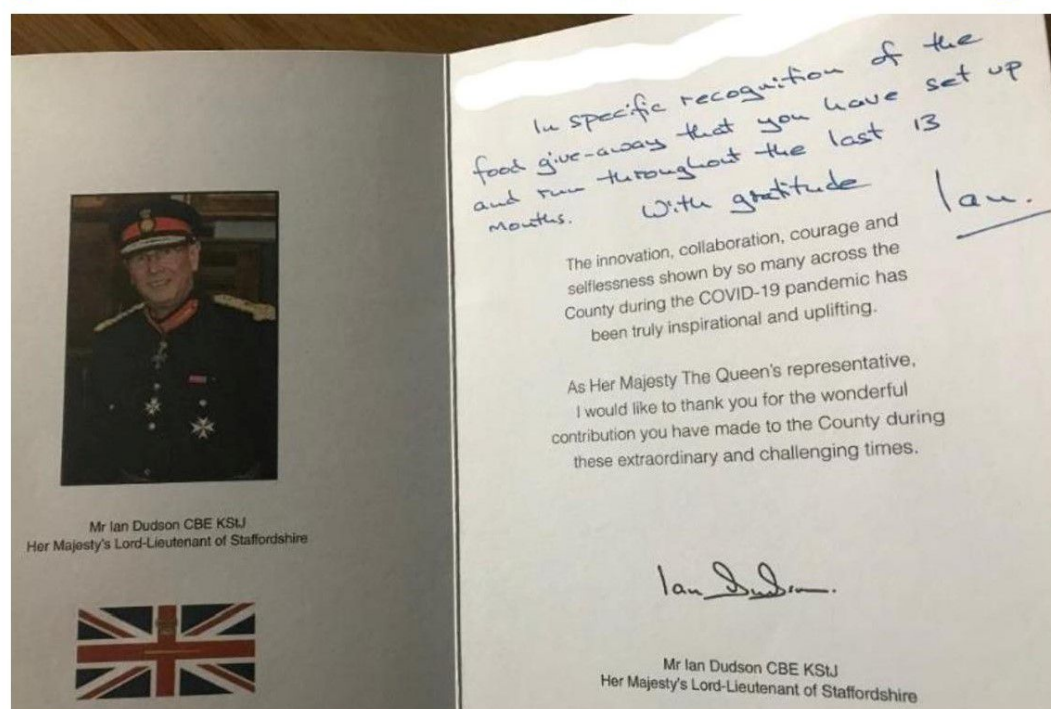 Mr Ian Dudson CBE KStJ
Her Majesty's Lord-Lieutenant of Staffordshire
In specific recognition of the
food give-away that you have set up
and run throughout the last 13
months. With gratitude Ian.
The innovation, collaboration, courage and
selflessness shown by so many across the
County during the COVID-19 pandemic has
been truly inspirational and uplifting.
As Her Majesty The Queen's representative,
I would like to thank you for the wonderful
contribution you have made to the County during
these extraordinary and challenging times.
Ian Dudson.
Mr Ian Dudson CBE KStJ
Her Majesty's Lord-Lieutenant of Staffordshire